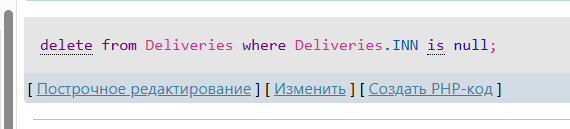 delete from Deliveries where Deliveries.INN is null;
[ Построчное редактирование ] [ Изменить ] [ Создать PHP-код ]